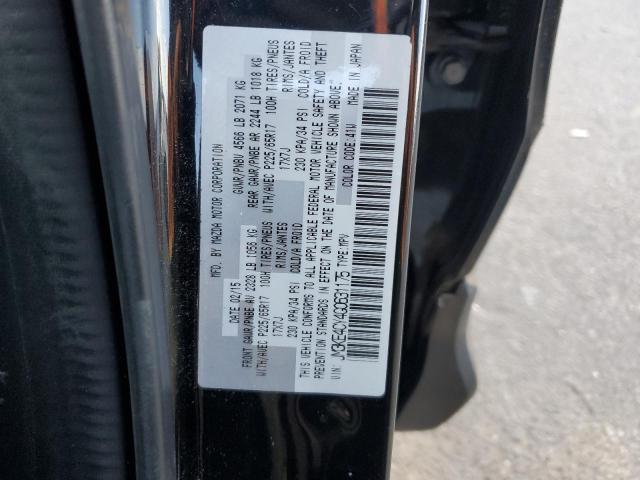 MFD. BY MAZDA MOTOR CORPORATION
DATE: 02/15 GVWR/PNBV 4566 LB 2071 KG
FRONT GAWR/PNBE AV 2328 LB 1056 KG REAR GAWR/PNBE AR 2244 LB 1018 KG
WITH/AVEC P225/65R17 100H TIRES/PNEUS WITH/AVEC P225/65R17 100H TIRES/PNEUS
17X7J RIMS/JANTES 17X7J RIMS/JANTES
230 KPA/34 PSI COLD/A FROID 230 KPA/34 PSI COLD/A FROID
THIS VEHICLE CONFORMS TO ALL APPLICABLE FEDERAL MOTOR VEHICLE SAFETY AND THEFT
PREVENTION STANDARDS IN EFFECT ON THE DATE OF MANUFACTURE SHOWN ABOVE.
VIN: JM3KE4CY4G0631175 TYPE:MPV COLOR CODE:41W MADE IN JAPAN